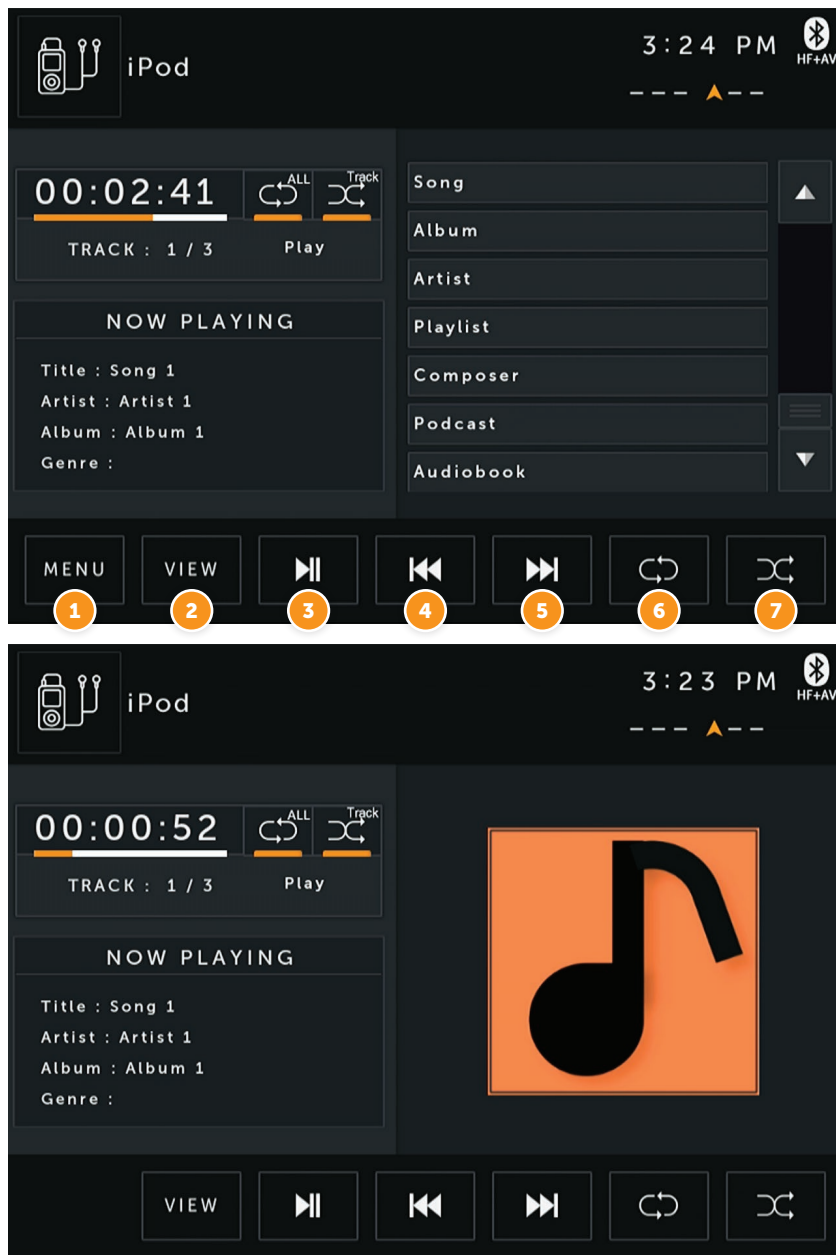 iPod
3:24 PM
HF+AV
00:02:41
ALL
Track
TRACK : 1 / 3
Play
NOW PLAYING
Title : Song 1
Artist : Artist 1
Album : Album 1
Genre :
Song
Album
Artist
Playlist
Composer
Podcast
Audiobook
MENU
VIEW
1
2
3
4
5
6
7
iPod
3:23 PM
HF+AV
00:00:52
ALL
Track
TRACK : 1 / 3
Play
NOW PLAYING
Title : Song 1
Artist : Artist 1
Album : Album 1
Genre :
VIEW